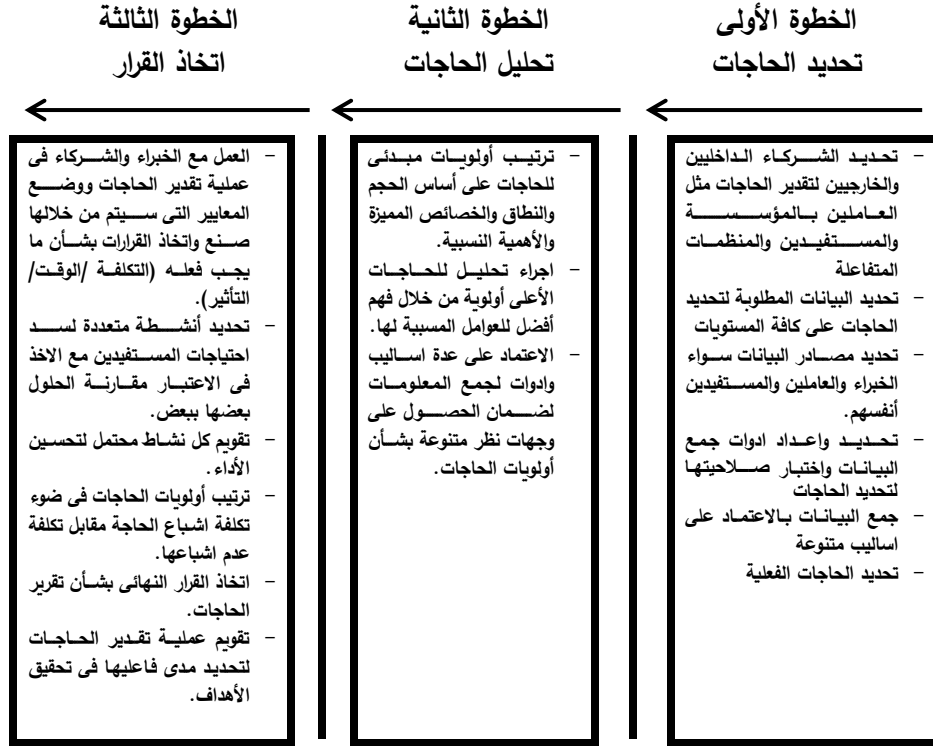 الخطوة الأولى
تحديد الحاجات
- تحديد الشركاء الداخليين
والخارجيين لتقدير الحاجات مثل
العاملين بالمؤسسة
والمستفيدين والمنظمات
المتفاعلة
- تحديد البيانات المطلوبة لتحديد
الحاجات على كافة المستويات
- تحديد مصادر البيانات سواء
الخبراء والعاملين والمستفيدين
أنفسهم.
- تحديد واعداد ادوات جمع
البيانات واختبار صلاحيتها
لتحديد الحاجات
- جمع البيانات بالاعتماد على
اساليب متنوعة
- تحديد الحاجات الفعلية
الخطوة الثانية
تحليل الحاجات
- ترتيب أولويات مبدئى
للحاجات على أساس الحجم
والنطاق والخصائص المميزة
والأهمية النسبية.
- اجراء تحليل للحاجات
الأعلى أولوية من خلال فهم
أفضل للعوامل المسببة لها.
- الاعتماد على عدة اساليب
وادوات لجمع المعلومات
لضمان الحصول على
وجهات نظر متنوعة بشأن
أولويات الحاجات.
الخطوة الثالثة
اتخاذ القرار
- العمل مع الخبراء والشركاء فى
عملية تقدير الحاجات ووضع
المعايير التى سيتم من خلالها
صنع واتخاذ القرارات بشأن ما
يجب فعله (التكلفة /الوقت/
التأثير).
- تحديد أنشطة متعددة لسد
احتياجات المستفيدين مع الاخذ
فى الاعتبار مقارنة الحلول
بعضها ببعض.
- تقويم كل نشاط محتمل لتحسين
الأداء.
- ترتيب أولويات الحاجات فى ضوء
تكلفة اشباع الحاجة مقابل تكلفة
عدم اشباعها.
- اتخاذ القرار النهائى بشأن تقرير
الحاجات.
- تقويم عملية تقدير الحاجات
لتحديد مدى فاعليها فى تحقيق
الأهداف.